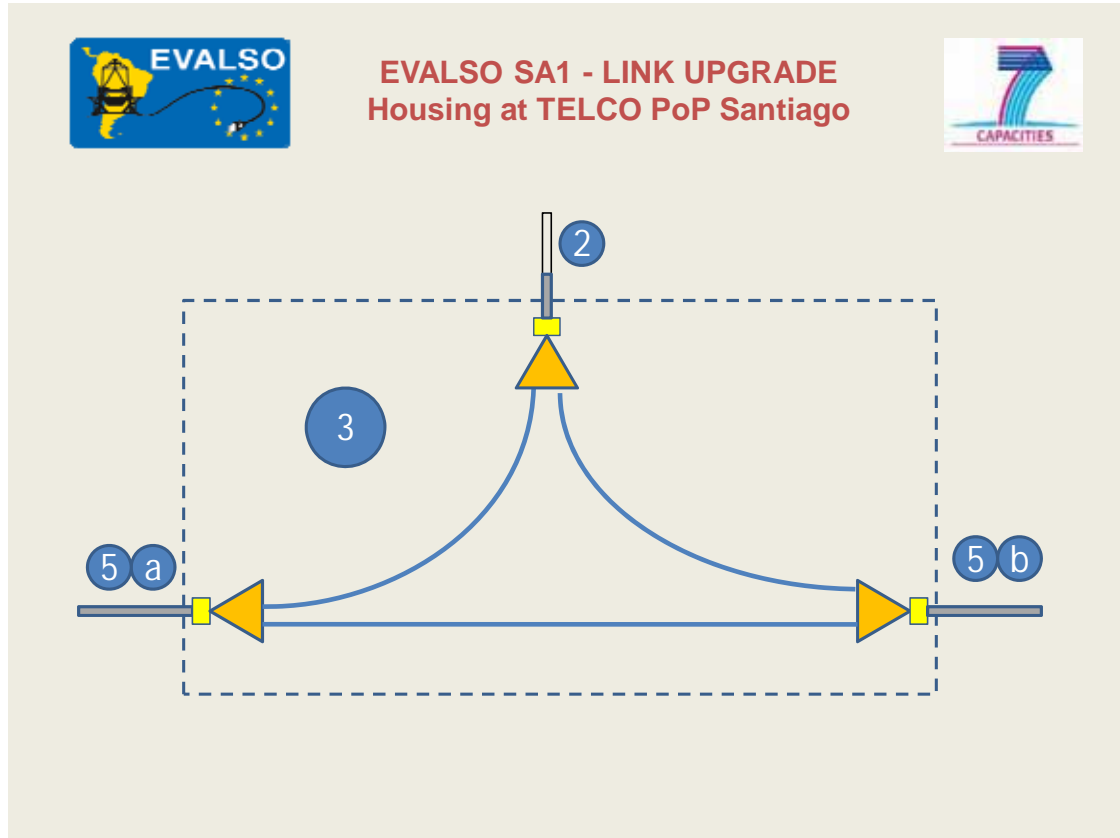 EVALSO
EVALSO SA1 - LINK UPGRADE
Housing at TELCO PoP Santiago
7
CAPACITIES
2
3
5 a
5 b